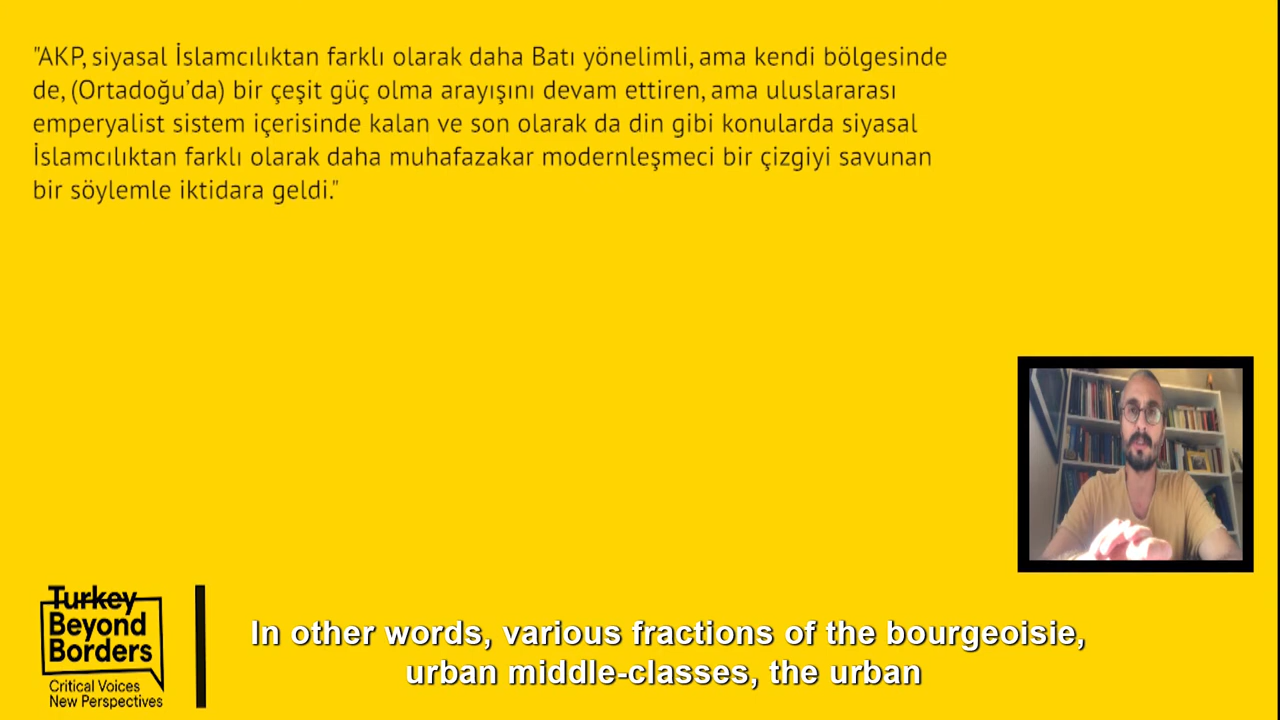 "AKP, siyasal İslamcılıktan farklı olarak daha Batı yönelimli, ama kendi bölgesinde
de, (Ortadoğu’da) bir çeşit güç olma arayışını devam ettiren, ama uluslararası
emperyalist sistem içerisinde kalan ve son olarak da din gibi konularda siyasal
İslamcılıktan farklı olarak daha muhafazakar modernleşmeci bir çizgiyi savunan
bir söylemle iktidara geldi."
Turkey
Beyond
Borders
Critical Voices
New Perspectives
In other words, various fractions of the bourgeoisie,
urban middle-classes, the urban